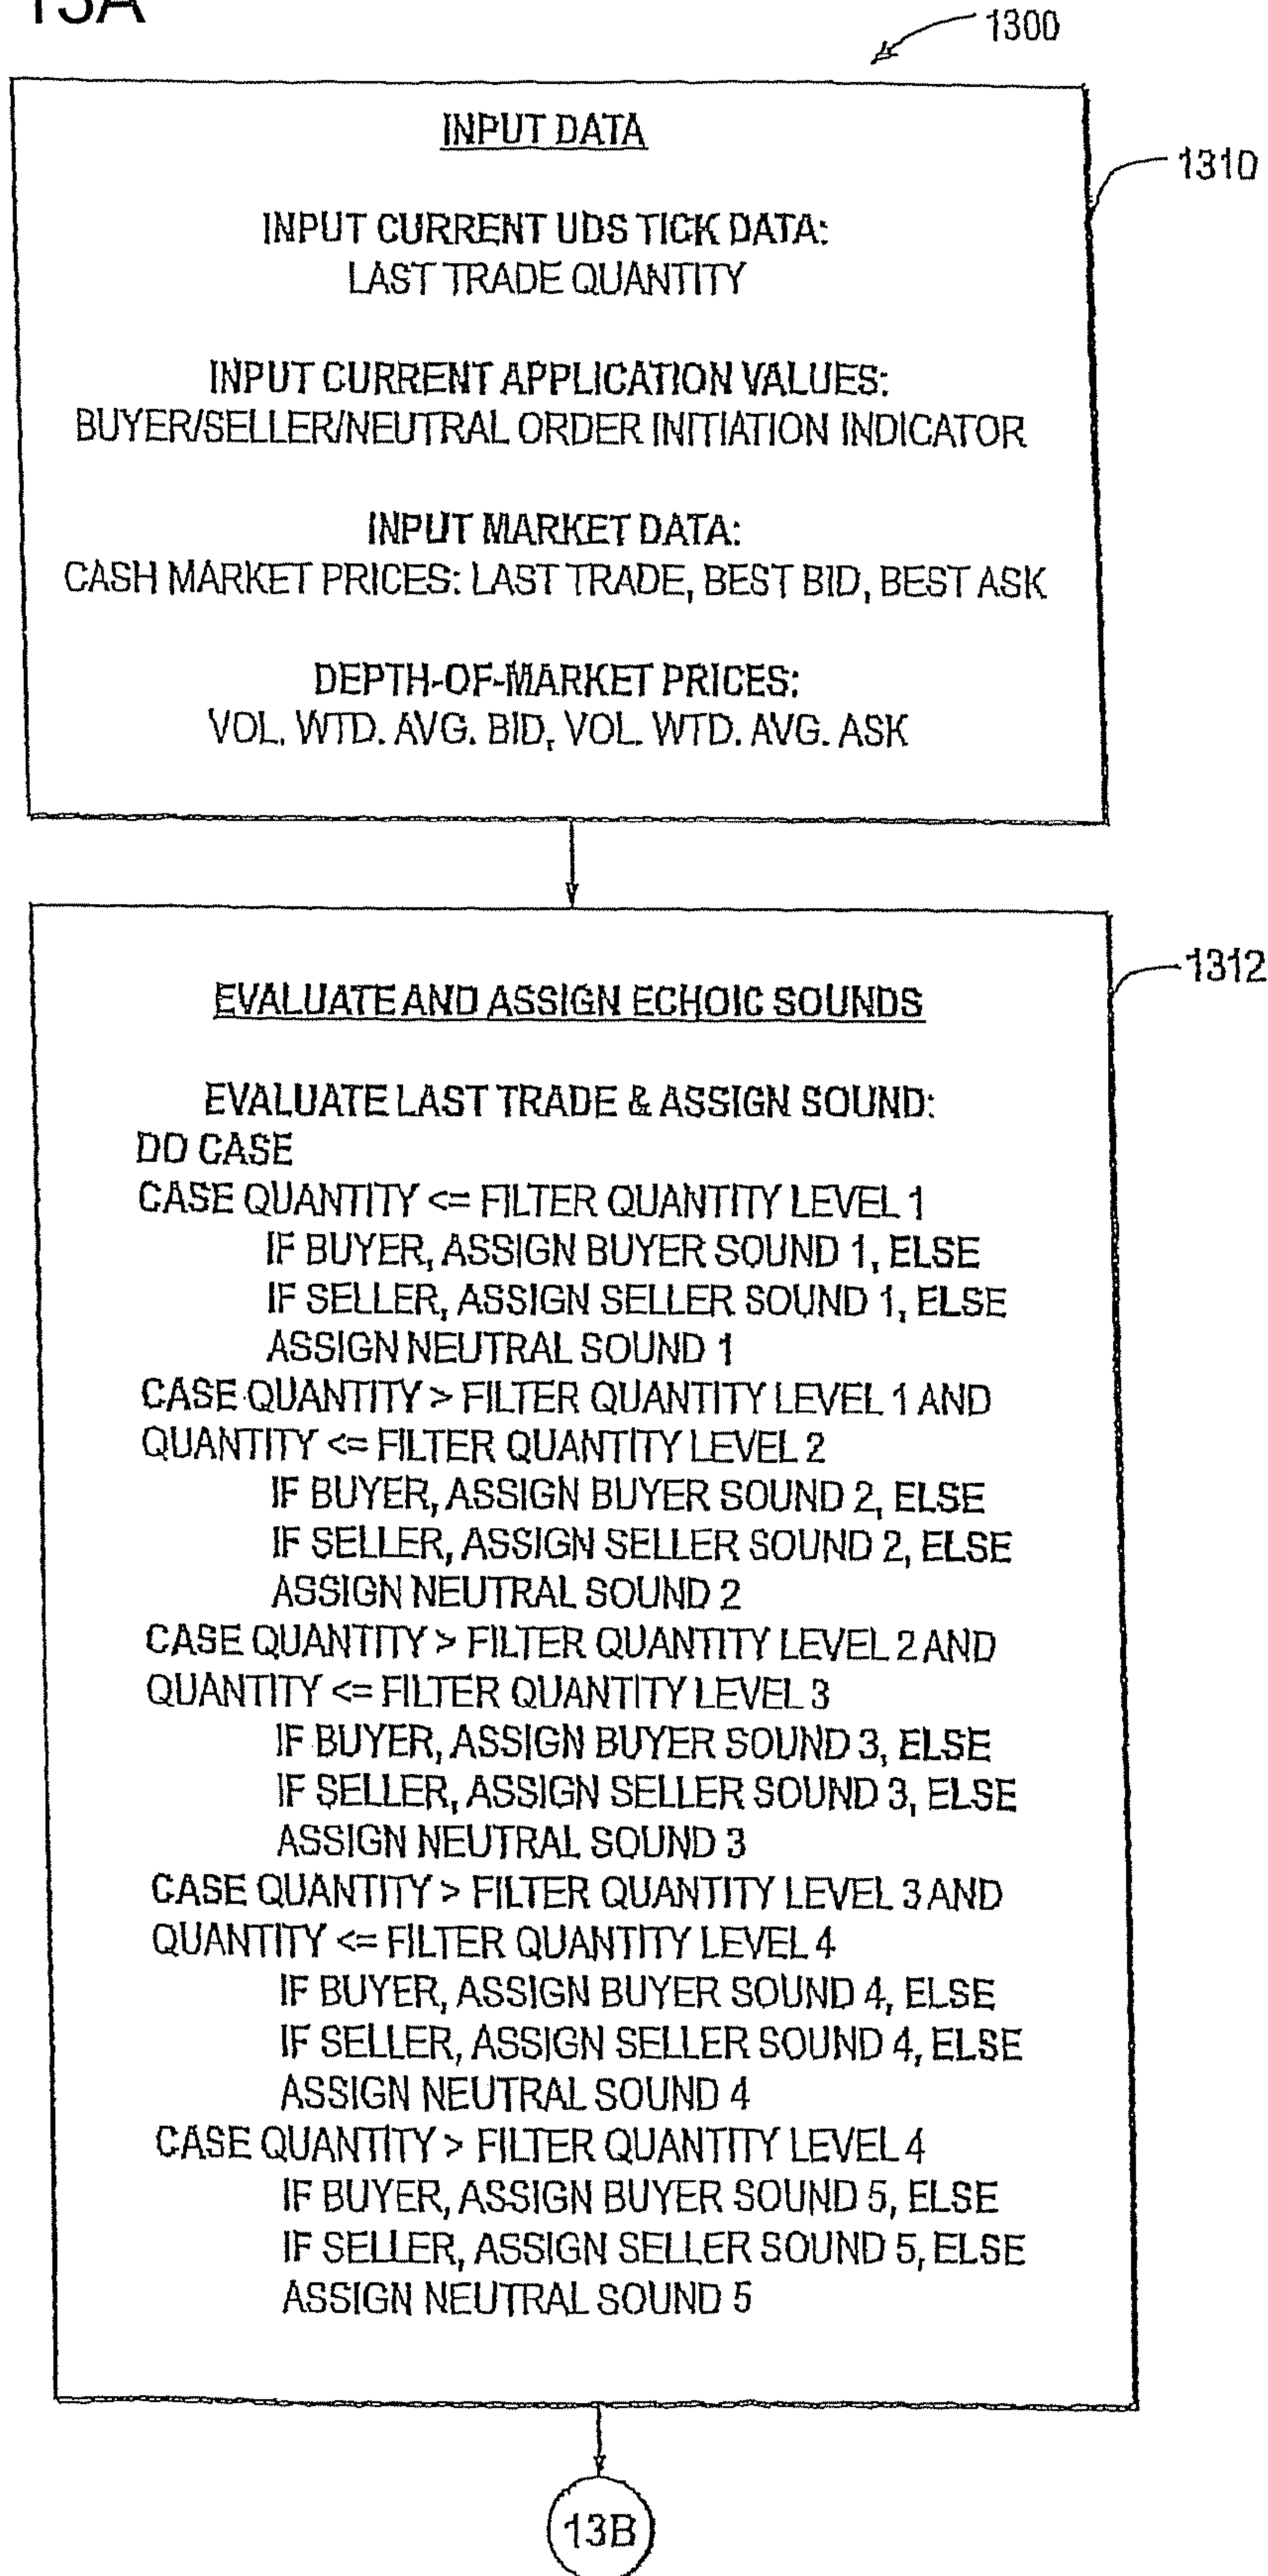 13A
1300
INPUT DATA
1310
INPUT CURRENT UDS TICK DATA:
LAST TRADE QUANTITY
INPUT CURRENT APPLICATION VALUES:
BUYER/SELLER/NEUTRAL ORDER INITIATION INDICATOR
INPUT MARKET DATA:
CASH MARKET PRICES: LAST TRADE, BEST BID, BEST ASK
DEPTH-OF-MARKET PRICES:
VOL. WTD. AVG. BID, VOL. WTD. AVG. ASK
1312
EVALUATE AND ASSIGN ECHOIC SOUNDS
EVALUATE LAST TRADE & ASSIGN SOUND:
DO CASE
CASE QUANTITY <= FILTER QUANTITY LEVEL 1
IF BUYER, ASSIGN BUYER SOUND 1, ELSE
IF SELLER, ASSIGN SELLER SOUND 1, ELSE
ASSIGN NEUTRAL SOUND 1
CASE QUANTITY > FILTER QUANTITY LEVEL 1 AND
QUANTITY <= FILTER QUANTITY LEVEL 2
IF BUYER, ASSIGN BUYER SOUND 2, ELSE
IF SELLER, ASSIGN SELLER SOUND 2, ELSE
ASSIGN NEUTRAL SOUND 2
CASE QUANTITY > FILTER QUANTITY LEVEL 2 AND
QUANTITY <= FILTER QUANTITY LEVEL 3
IF BUYER, ASSIGN BUYER SOUND 3, ELSE
IF SELLER, ASSIGN SELLER SOUND 3, ELSE
ASSIGN NEUTRAL SOUND 3
CASE QUANTITY > FILTER QUANTITY LEVEL 3 AND
QUANTITY <= FILTER QUANTITY LEVEL 4
IF BUYER, ASSIGN BUYER SOUND 4, ELSE
IF SELLER, ASSIGN SELLER SOUND 4, ELSE
ASSIGN NEUTRAL SOUND 4
CASE QUANTITY > FILTER QUANTITY LEVEL 4
IF BUYER, ASSIGN BUYER SOUND 5, ELSE
IF SELLER, ASSIGN SELLER SOUND 5, ELSE
ASSIGN NEUTRAL SOUND 5
13B